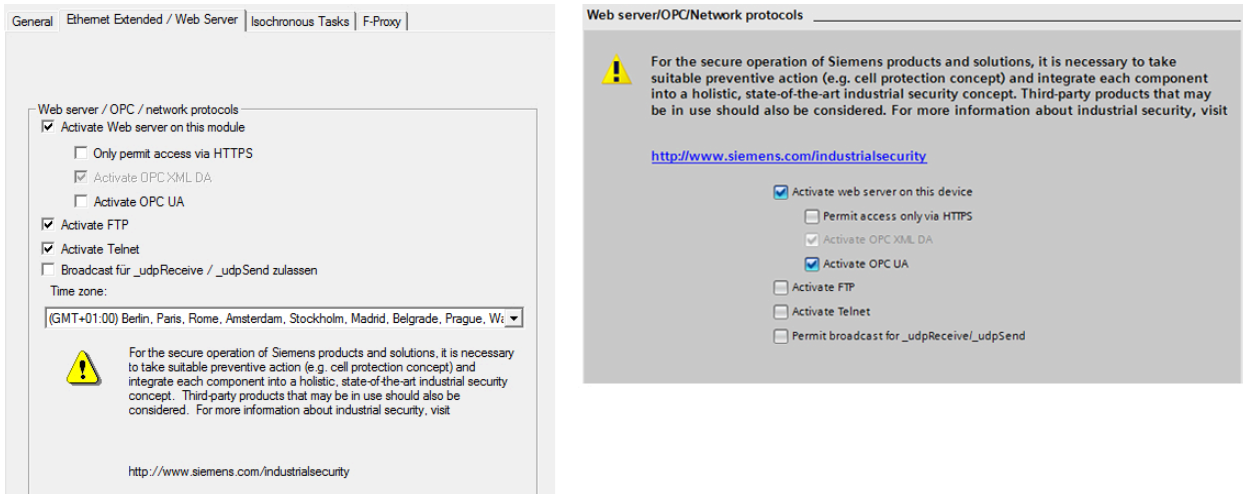 General
Ethernet Extended / Web Server
Isochronous Tasks
F-Proxy
Web server / OPC / network protocols
Activate Web server on this module
Only permit access via HTTPS
Activate OPC XML DA
Activate OPC UA
Activate FTP
Activate Telnet
Broadcast für _udpReceive / _udpSend zulassen
Time zone:
(GMT+01:00) Berlin, Paris, Rome, Amsterdam, Stockholm, Madrid, Belgrade, Prague,
For the secure operation of Siemens products and solutions, it is necessary
to take suitable preventive action (e.g. cell protection concept) and
integrate each component into a holistic, state-of-the-art industrial security
concept. Third-party products that may be in use should also be
considered. For more information about industrial security, visit
http://www.siemens.com/industrialsecurity
Web server/OPC/Network protocols
For the secure operation of Siemens products and solutions, it is necessary to take
suitable preventive action (e.g. cell protection concept) and integrate each component
into a holistic, state-of-the-art industrial security concept. Third-party products that may
be in use should also be considered. For more information about industrial security, visit
http://www.siemens.com/industrialsecurity
Activate web server on this device
Permit access only via HTTPS
Activate OPC XML DA
Activate OPC UA
Activate FTP
Activate Telnet
Permit broadcast for _udpReceive/_udpSend